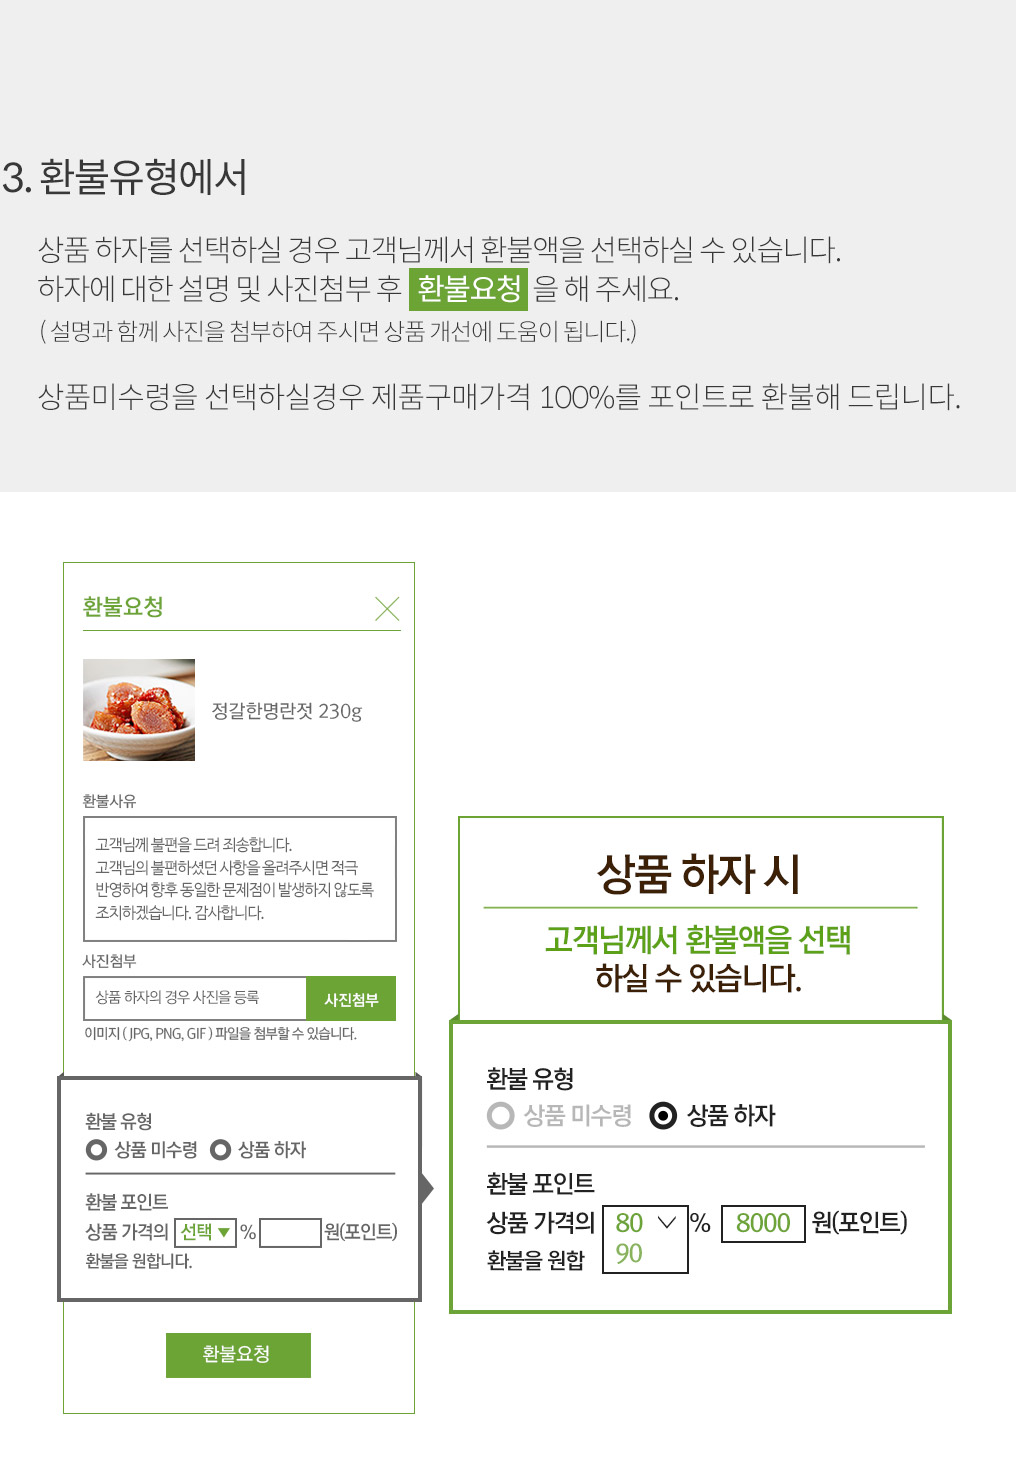 3. 환불유형에서
상품 하자를 선택하실 경우 고객님께서 환불액을 선택하실 수 있습니다.
하자에 대한 설명 및 사진첨부 후 환불요청 을 해 주세요.
( 설명과 함께 사진을 첨부하여 주시면 상품 개선에 도움이 됩니다.)
상품미수령을 선택하실경우 제품구매가격 100%를 포인트로 환불해 드립니다.
환불요청
정갈한명란젓 230g
환불사유
고객님께 불편을 드려 죄송합니다.
고객님의 불편하셨던 사항을 올려주시면 적극
반영하여 향후 동일한 문제점이 발생하지 않도록
조치하겠습니다. 감사합니다.
사진첨부
상품 하자의 경우 사진을 등록
사진첨부
이미지 ( JPG, PNG, GIF ) 파일을 첨부할 수 있습니다.
환불 유형
상품 미수령 상품 하자
환불 포인트
상품 가격의 선택 ▼ % 원(포인트)
환불을 원합니다.
환불요청
상품 하자 시
고객님께서 환불액을 선택
하실 수 있습니다.
환불 유형
상품 미수령 상품 하자
환불 포인트
상품 가격의 80 % 8000 원(포인트)
환불을 원합 90